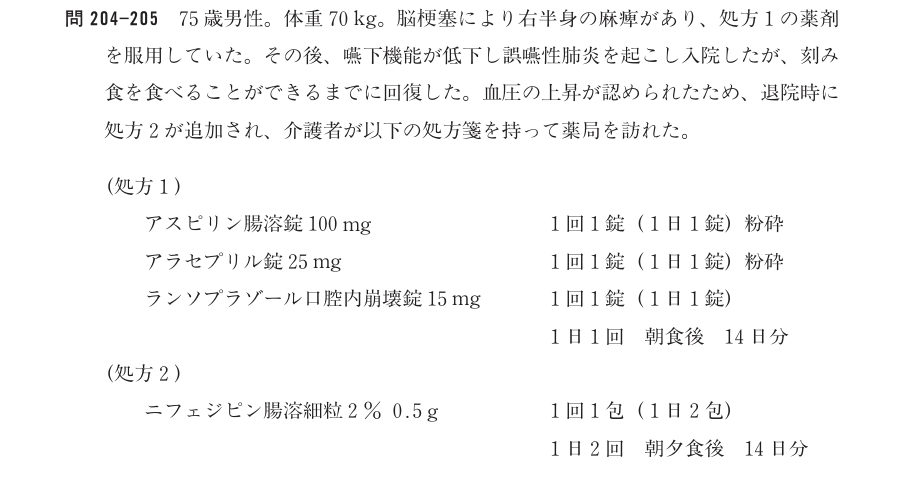 問 204−205　75 歳男性。体重 70 kg。脳梗塞により右半身の麻痺があり、処方1の薬剤
を服用していた。その後、嚥下機能が低下し誤嚥性肺炎を起こし入院したが、刻み
食を食べることができるまでに回復した。血圧の上昇が認められたため、退院時に
処方2が追加され、介護者が以下の処方箋を持って薬局を訪れた。
(処方1)
アスピリン腸溶錠 100 mg　1回1錠（1日1錠）粉砕
アラセプリル錠 25 mg　1回1錠（1日1錠）粉砕
ランソプラゾール口腔内崩壊錠 15 mg　1回1錠（1日1錠）
1日1回　朝食後　14 日分
(処方2)
ニフェジピン腸溶細粒 2％ 0.5 g　1回1包（1日2包）
1日2回　朝夕食後　14 日分